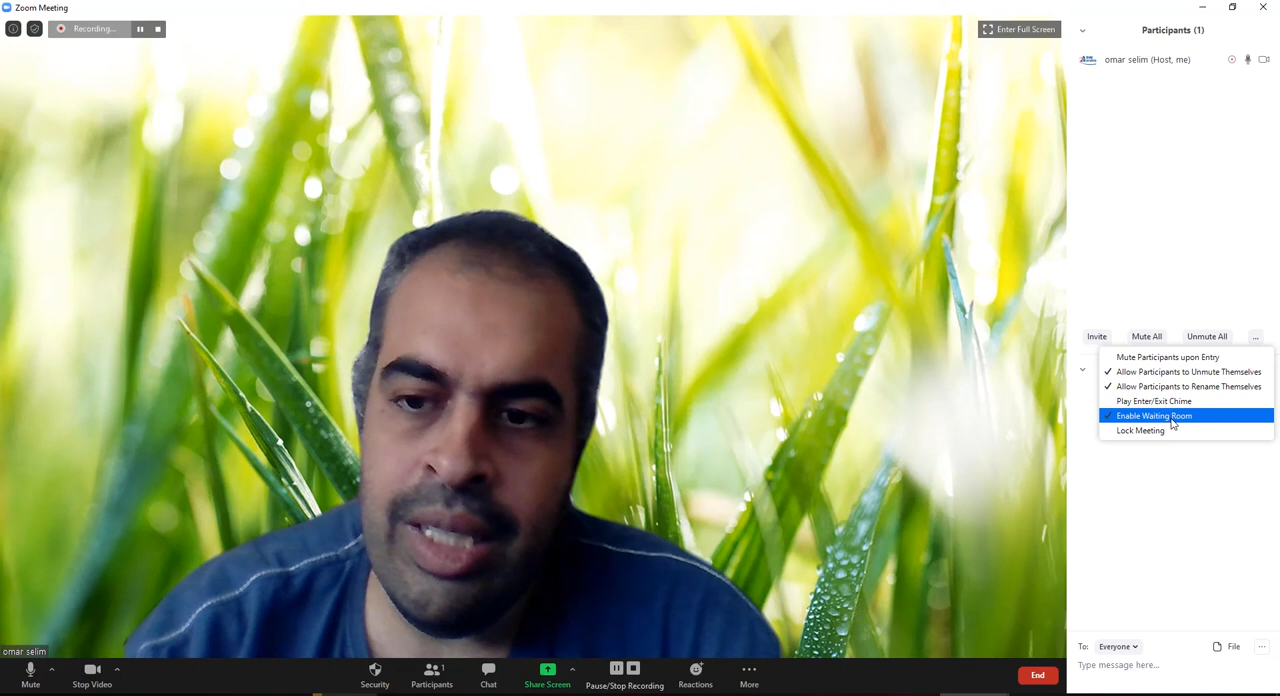 Zoom Meeting
Recording...
Enter Full Screen
Participants (1)
omar selim (Host, me)
Invite
Mute All
Unmute All
...
Mute Participants upon Entry
Allow Participants to Unmute Themselves
Allow Participants to Rename Themselves
Play Enter/Exit Chime
Enable Waiting Room
Lock Meeting
omar selim
To: Everyone
File
Type message here...
Mute
Stop Video
Security
Participants 1
Chat
Share Screen
Pause/Stop Recording
Reactions
More
End